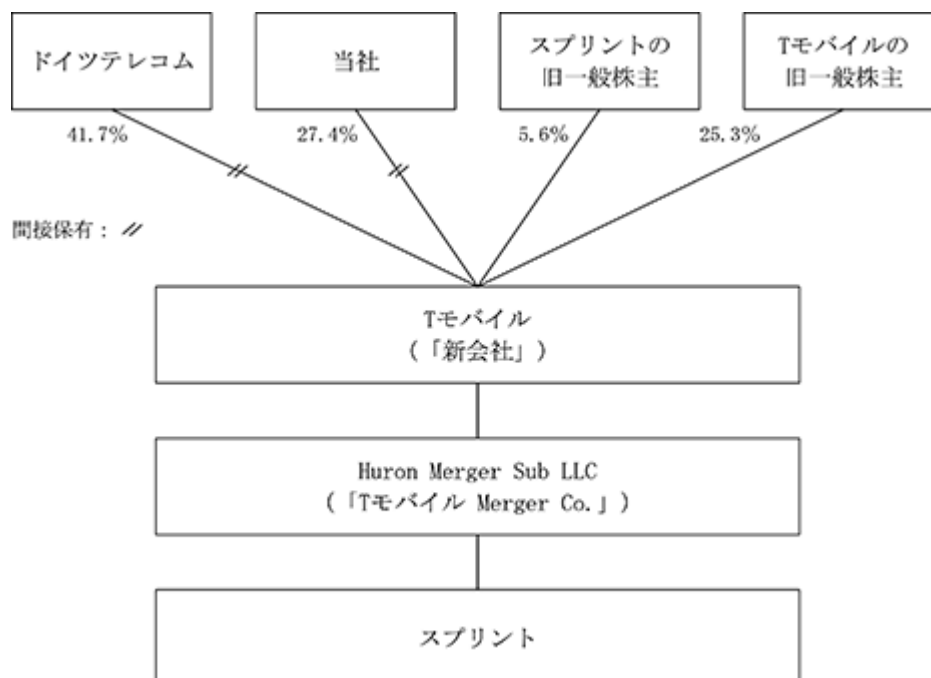 ドイツテレコム
当社
スプリントの
旧一般株主
Tモバイルの
旧一般株主
41.7%
27.4%
5.6%
25.3%
間接保有：
Tモバイル
(「新会社」)
Huron Merger Sub LLC
(「Tモバイル Merger Co.」)
スプリント